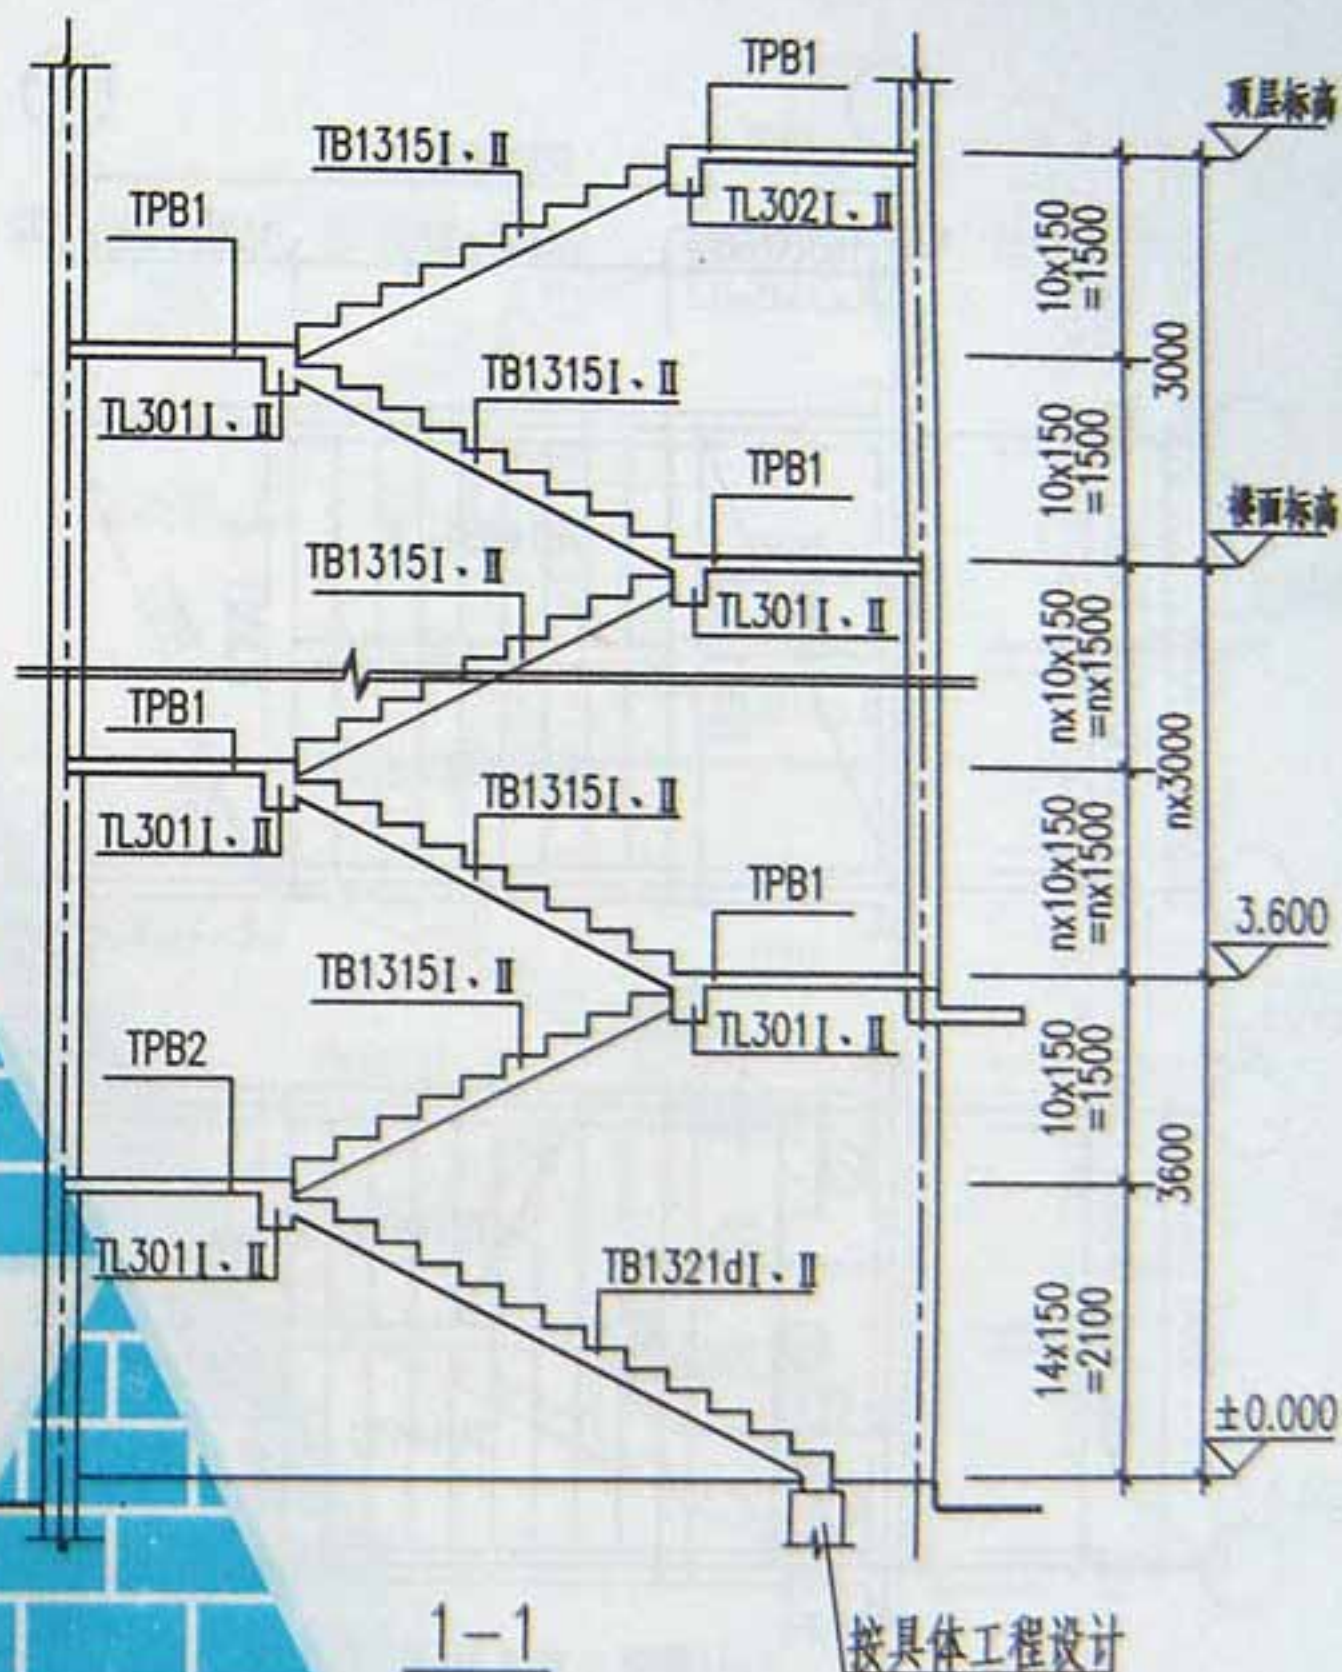 TPB1
顶层标高
TB1315Ⅰ、Ⅱ
TPB1
TL302Ⅰ、Ⅱ
10x150
=1500
3000
TB1315Ⅰ、Ⅱ
TL301Ⅰ、Ⅱ
TPB1
10x150
=1500
楼面标高
TB1315Ⅰ、Ⅱ
TL301Ⅰ、Ⅱ
nx10x150
=nx1500
TPB1
nx3000
TB1315Ⅰ、Ⅱ
TL301Ⅰ、Ⅱ
TPB1
nx10x150
=nx1500
3.600
TB1315Ⅰ、Ⅱ
TL301Ⅰ、Ⅱ
TPB2
10x150
=1500
3600
TL301Ⅰ、Ⅱ
TB1321dⅠ、Ⅱ
14x150
=2100
±0.000
1-1
按具体工程设计